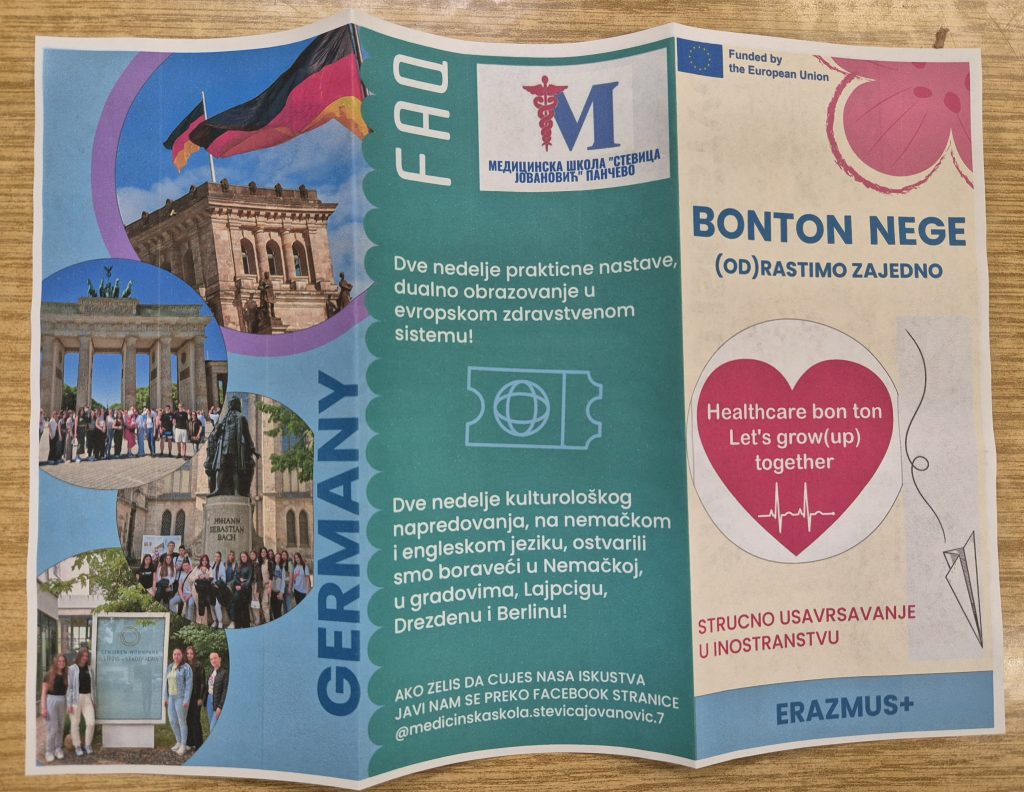 GERMANY
JOHANN
SEBASTIAN
BACH
FAQ
M
МЕДИЦИНСКА ШКОЛА "СТЕВИЦА
ЈОВАНОВИЋ" ПАНЧЕВО
Dve nedelje prakticne nastave,
dualno obrazovanje u
evropskom zdravstvenom
sistemu!
Dve nedelje kulturološkog
napredovanja, na nemačkom
i engleskom jeziku, ostvarili
smo boraveći u Nemačkoj,
u gradovima, Lajpcigu,
Drezdenu i Berlinu!
AKO ZELIS DA CUJES NASA ISKUSTVA
JAVI NAM SE PREKO FACEBOOK STRANICE
@medicinskaskola.stevicajovanovic.7
Funded by
the European Union
BONTON NEGE
(OD)RASTIMO ZAJEDNO
Healthcare bon ton
Let's grow(up)
together
STRUCNO USAVRSAVANJE
U INOSTRANSTVU
ERAZMUS+